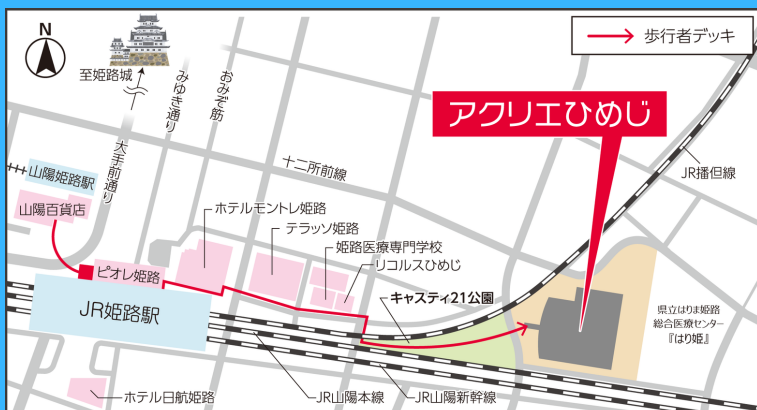 N
至姫路城
みゆき通り
おみぞ筋
大手前通り
十二所前線
歩行者デッキ
アクリエひめじ
JR播但線
山陽姫路駅
山陽百貨店
ピオレ姫路
JR姫路駅
ホテルモントレ姫路
テラッソ姫路
姫路医療専門学校
リコルスひめじ
キャスティ21公園
県立はりま姫路
総合医療センター
『はり姫』
ホテル日航姫路
JR山陽本線
JR山陽新幹線